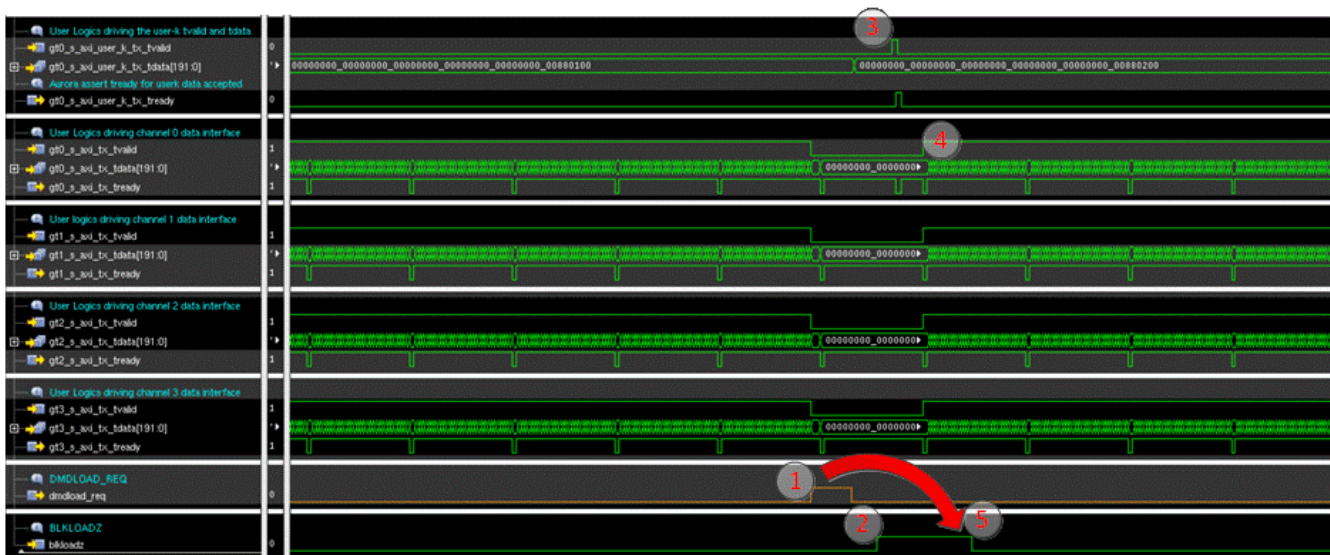 User Logics driving the user-k tvalid and tdata
3
gt0_s_axi_user_k_tx_tvalid 0
gt0_s_axi_user_k_tx_tdata[191:0] 00000000_00000000_00000000_00000000_00000000_00880100 00000000_00000000_00000000_00000000_00000000_00880200
Aurora assert tready for userk data accepted
gt0_s_axi_user_k_tx_tready 0
User Logics driving channel 0 data interface
4
gt0_s_axi_tx_tvalid 1
gt0_s_axi_tx_tdata[191:0] 00000000_0000000
gt0_s_axi_tx_tready 1
User logics driving channel 1 data interface
gt1_s_axi_tx_tvalid 1
gt1_s_axi_tx_tdata[191:0] 00000000_0000000
gt1_s_axi_tx_tready 1
User Logics driving channel 2 data interface
gt2_s_axi_tx_tvalid 1
gt2_s_axi_tx_tdata[191:0] 00000000_0000000
gt2_s_axi_tx_tready 1
User Logics driving channel 3 data interface
gt3_s_axi_tx_tvalid 1
gt3_s_axi_tx_tdata[191:0] 00000000_0000000
gt3_s_axi_tx_tready 1
DMDLOAD_REQ
1
dmdload_req 0
BLKLOADZ
2 5
blkloadz 0